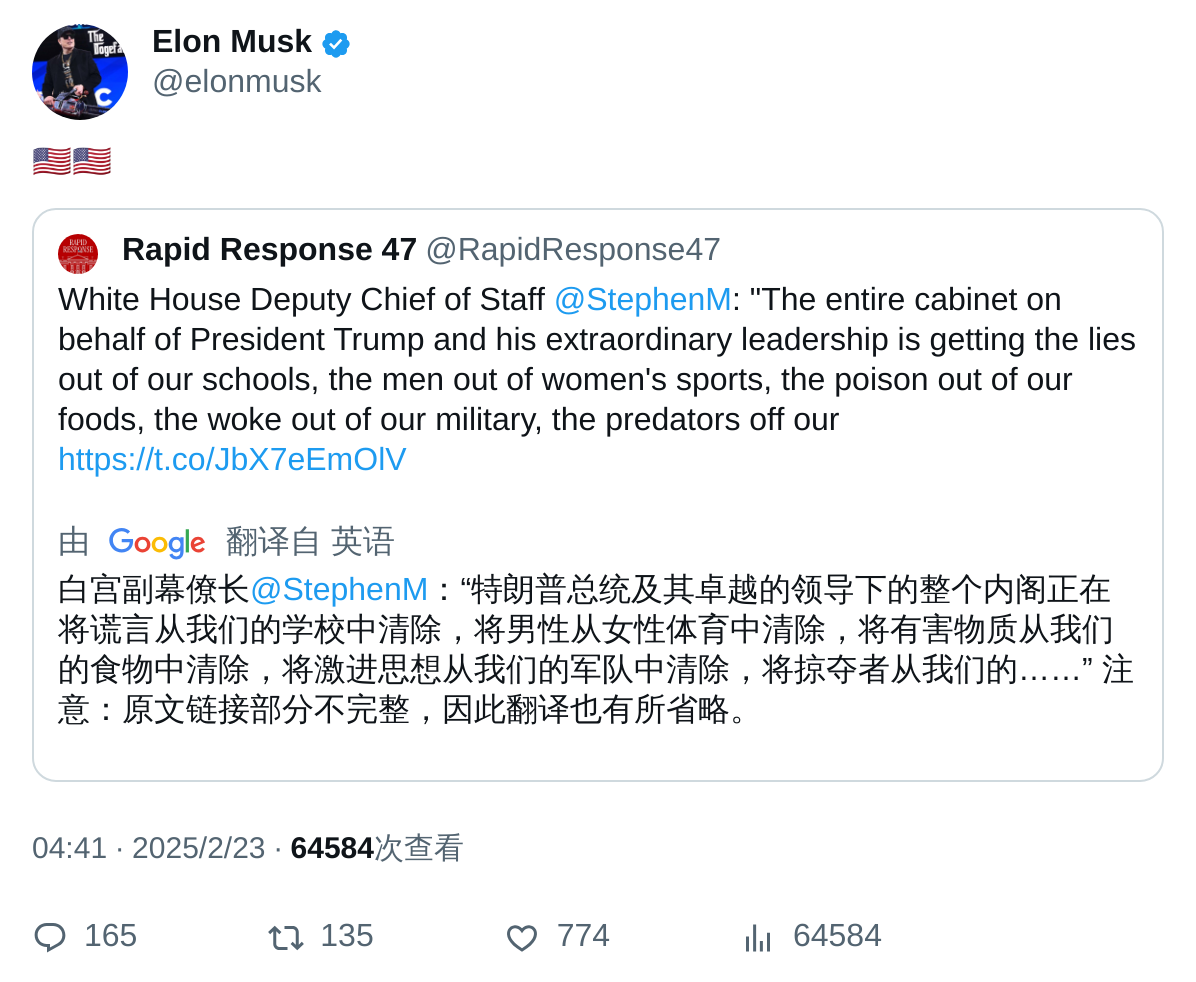 The
Dogefa
C
Elon Musk
@elonmusk
🇺🇸🇺🇸
RAPID
RESPONSE
Rapid Response 47 @RapidResponse47
White House Deputy Chief of Staff @StephenM: "The entire cabinet on
behalf of President Trump and his extraordinary leadership is getting the lies
out of our schools, the men out of women's sports, the poison out of our
foods, the woke out of our military, the predators off our
https://t.co/JbX7eEmOlV
由 Google 翻译自 英语
白宫副幕僚长@StephenM：“特朗普总统及其卓越的领导下的整个内阁正在
将谎言从我们的学校中清除，将男性从女性体育中清除，将有害物质从我们
的食物中清除，将激进思想从我们的军队中清除，将掠夺者从我们的……” 注
意：原文链接部分不完整，因此翻译也有所省略。
04:41 · 2025/2/23 · 64584次查看
165 135 774 64584